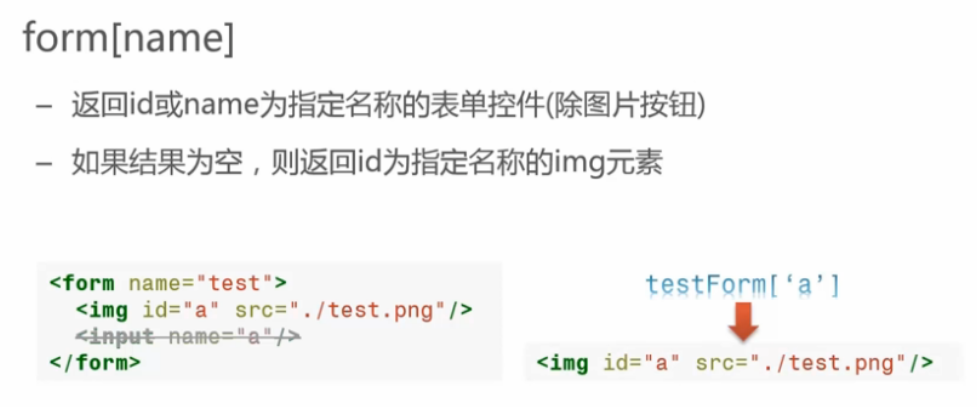 form[name]
– 返回id或name为指定名称的表单控件(除图片按钮)
– 如果结果为空，则返回id为指定名称的img元素
<form name="test">
<img id="a" src="./test.png"/>
<input name="a"/>
</form>
testForm[‘a’]
<img id="a" src="./test.png"/>